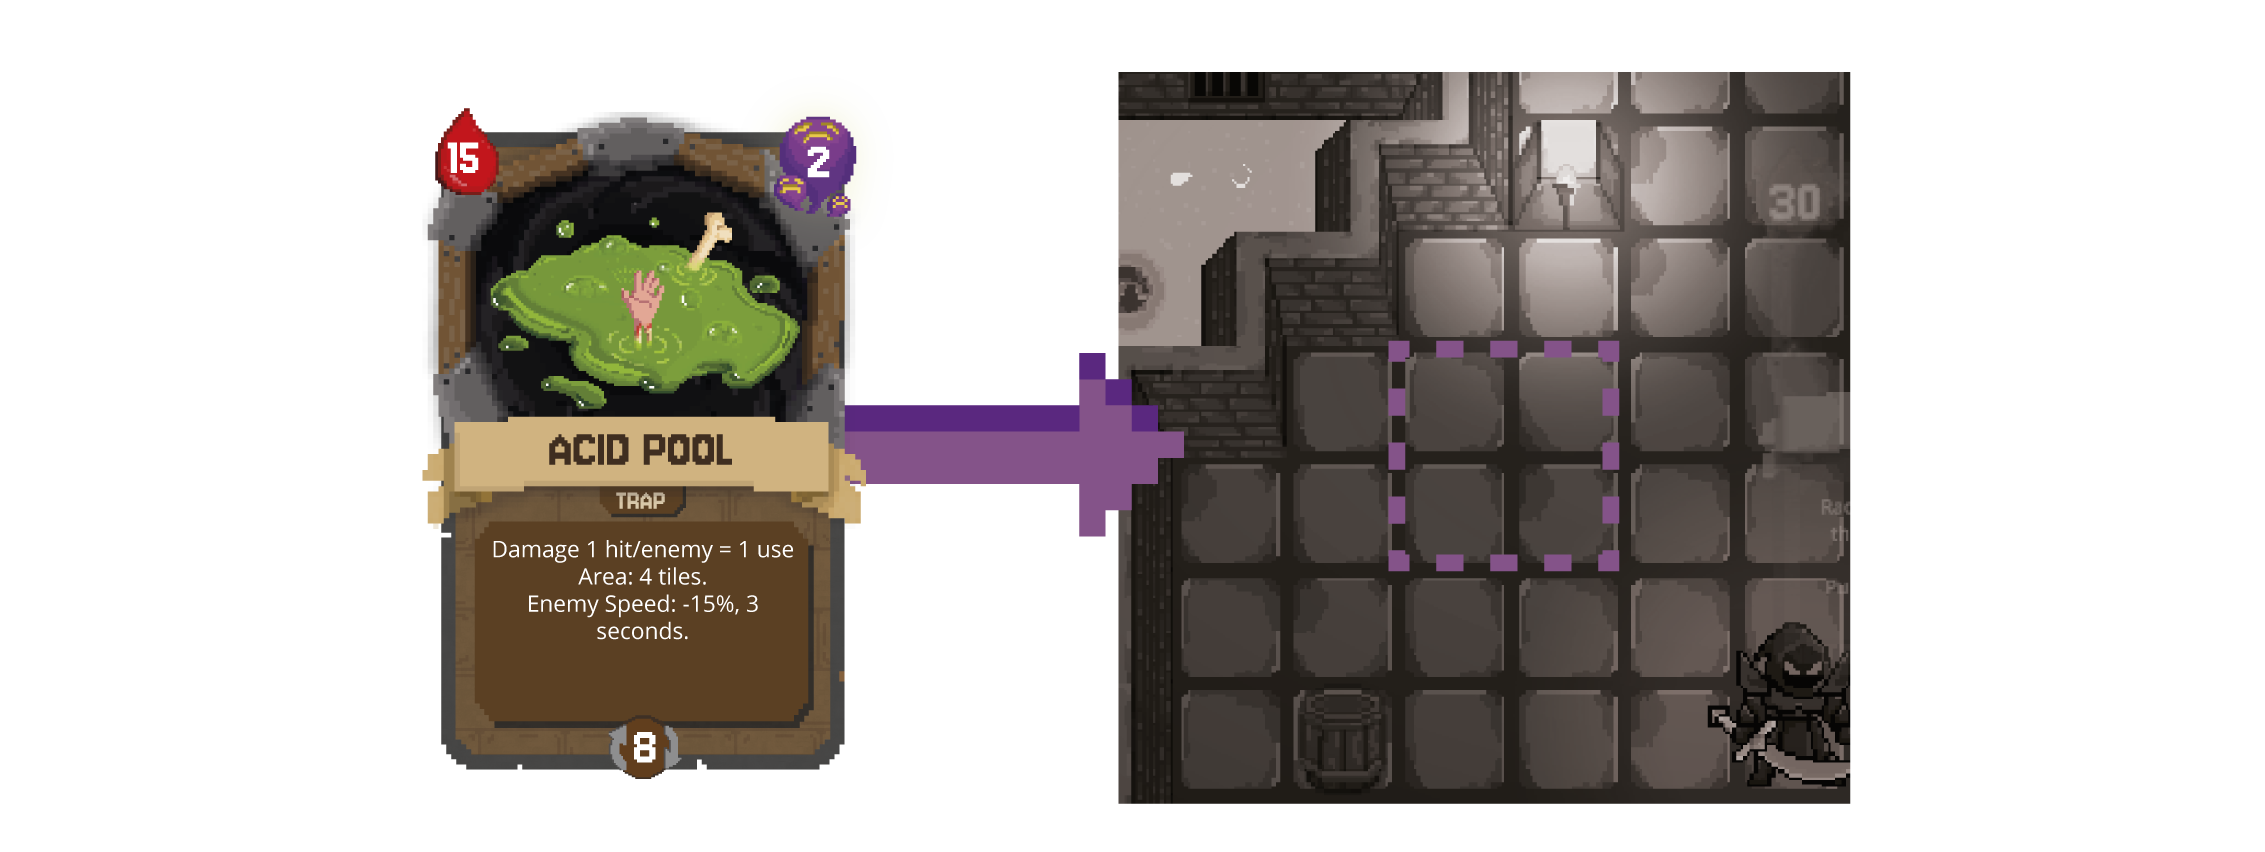 15
2
ACID POOL
TRAP
Damage 1 hit/enemy = 1 use
Area: 4 tiles.
Enemy Speed: -15%, 3
seconds.
8
30